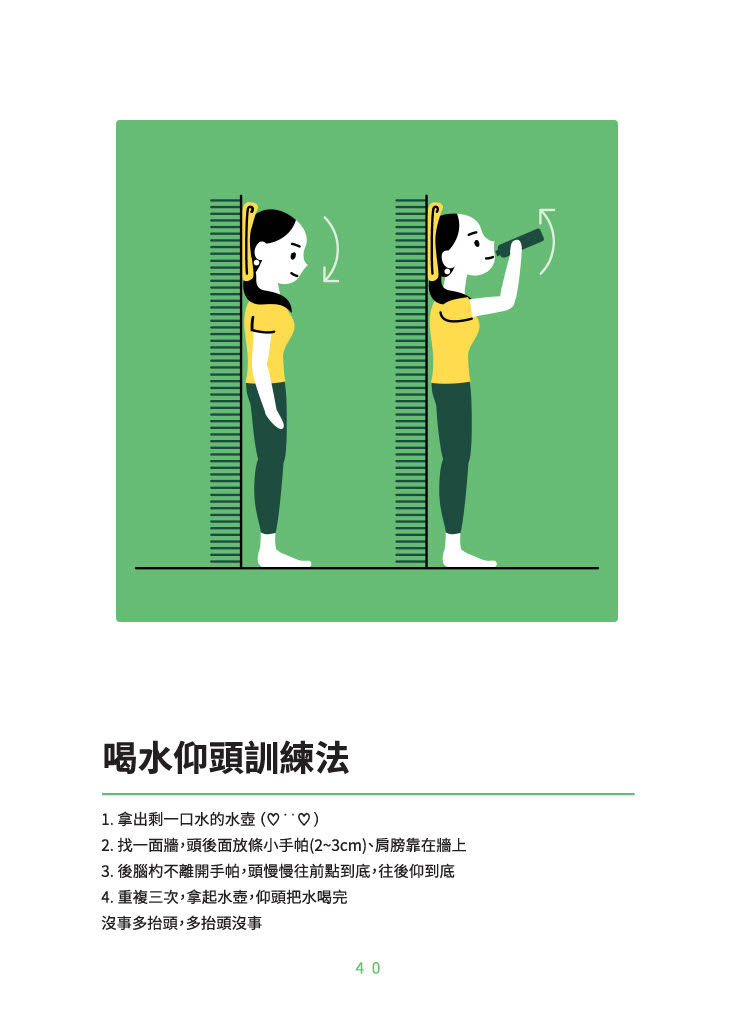 喝水仰頭訓練法
1. 拿出剩一口水的水壺 (♡˙˙♡)
2. 找一面牆，頭後面放條小手帕(2~3cm)、肩膀靠在牆上
3. 後腦杓不離開手帕，頭慢慢往前點到底，往後仰到底
4. 重複三次，拿起水壺，仰頭把水喝完
沒事多抬頭，多抬頭沒事
40